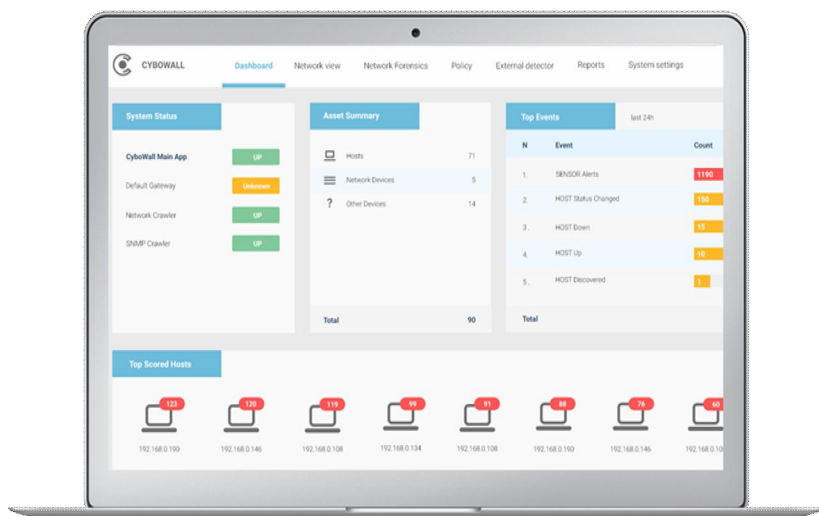 CYBOWALL
Dashboard
Network view
Network Forensics
Policy
External detector
Reports
System settings
System Status
CyboWall Main App UP
Default Gateway Unknown
Network Crawler UP
SNMP Crawler UP
Asset Summary
Hosts 71
Network Devices 5
? Other Devices 14
Total 90
Top Events last 24h
N Event Count
1. SENSOR Alerts 1190
2. HOST Status Changed 150
3. HOST Down 15
4. HOST Up 10
5. HOST Discovered 1
Total
Top Scored Hosts
123 120 119 99 91 88 76 60
192.168.0.190 192.168.0.146 192.168.0.108 192.168.0.134 192.168.0.108 192.168.0.190 192.168.0.146 192.168.0.10